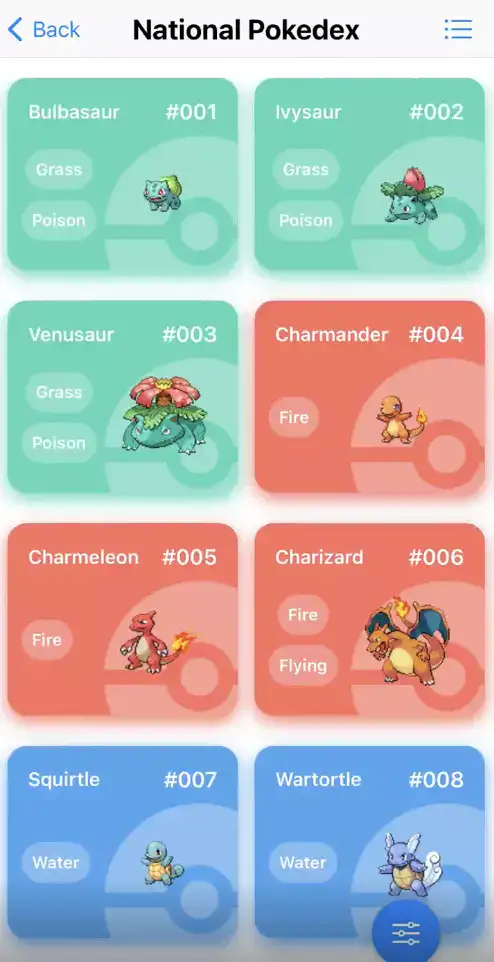 Back National Pokedex
Bulbasaur #001
Grass
Poison
Ivysaur #002
Grass
Poison
Venusaur #003
Grass
Poison
Charmander #004
Fire
Charmeleon #005
Fire
Charizard #006
Fire
Flying
Squirtle #007
Water
Wartortle #008
Water